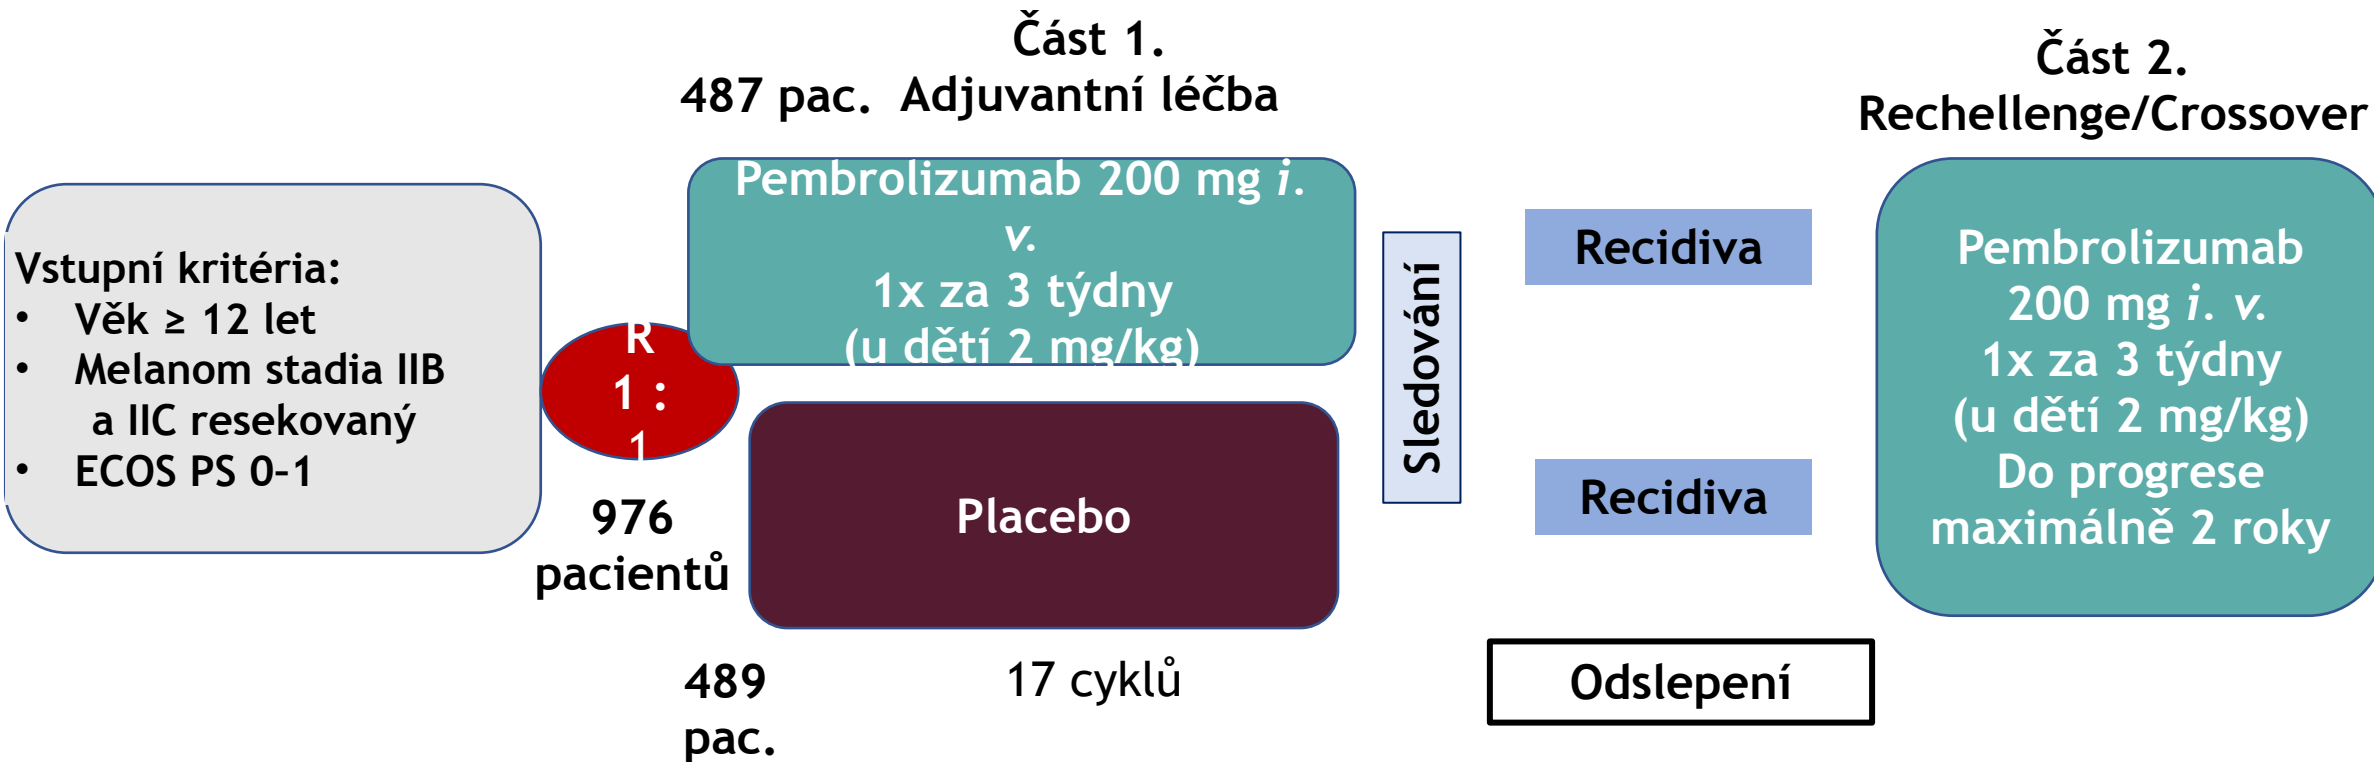 Část 1.
487 pac. Adjuvantní léčba
Část 2.
Rechellenge/Crossover
Vstupní kritéria:
• Věk ≥ 12 let
• Melanom stadia IIB
a IIC resekovaný
• ECOS PS 0–1
R
1 :
1
976
pacientů
Pembrolizumab 200 mg i.
v.
1x za 3 týdny
(u dětí 2 mg/kg)
Placebo
489
pac.
17 cyklů
Sledování
Recidiva
Recidiva
Odslepení
Pembrolizumab
200 mg i. v.
1x za 3 týdny
(u dětí 2 mg/kg)
Do progrese
maximálně 2 roky